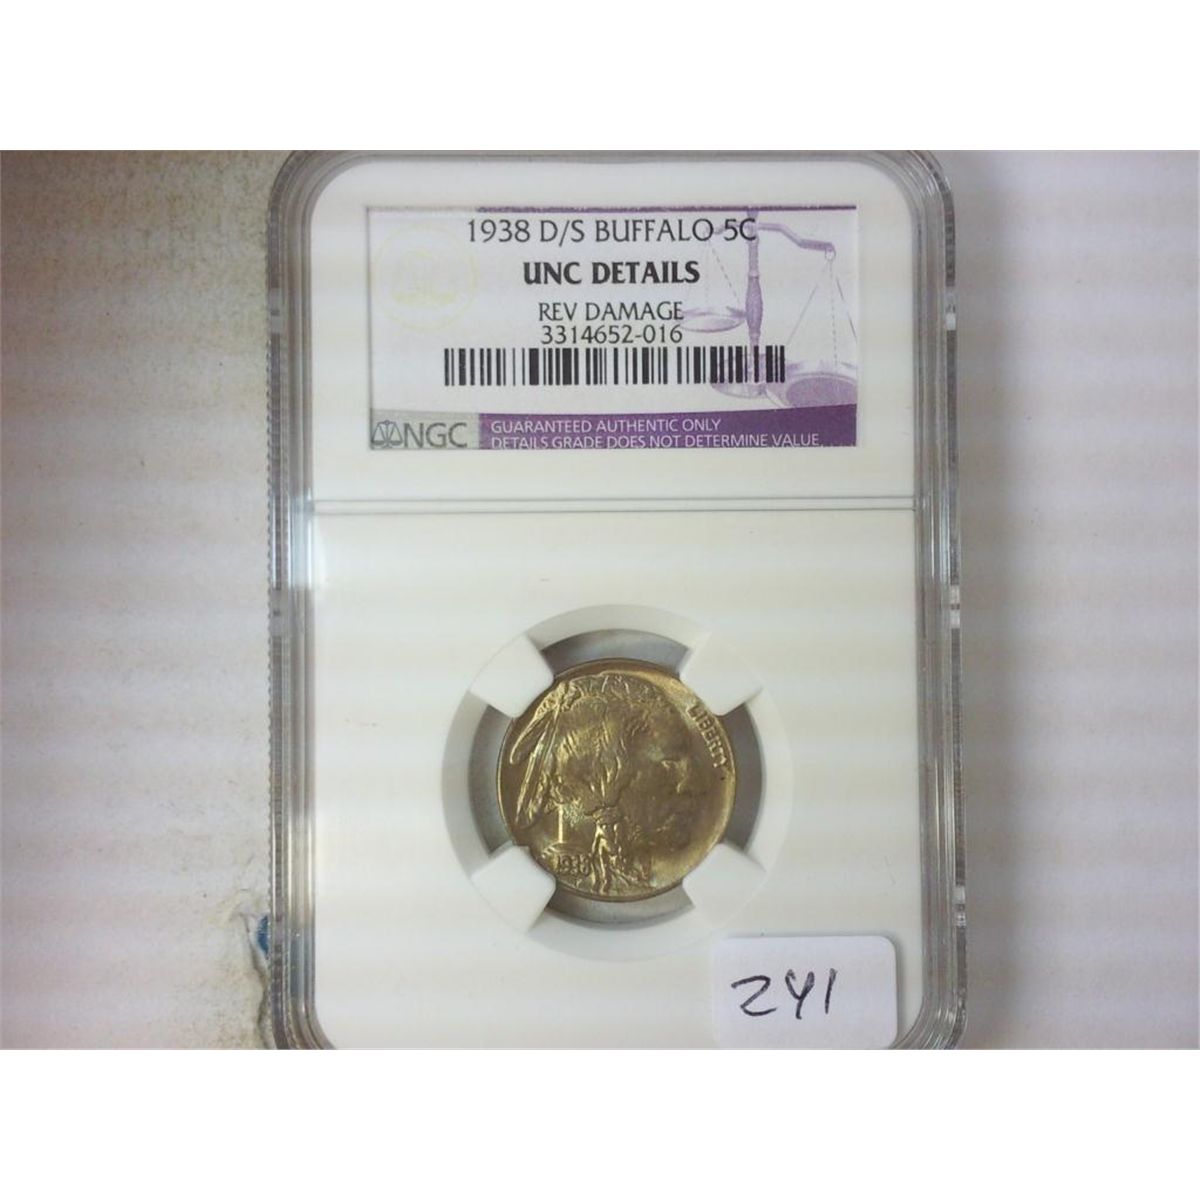 1938 D/S BUFFALO 5C
UNC DETAILS
REV DAMAGE
3314652-016
NGC
GUARANTEED AUTHENTIC ONLY
DETAILS GRADE DOES NOT DETERMINE VALUE
LIBERTY
1938
241